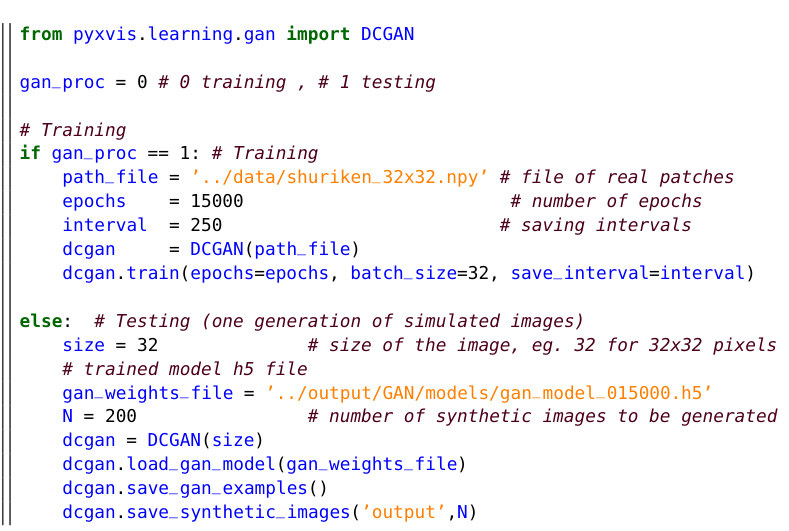 from pyxvis.learning.gan import DCGAN
gan_proc = 0 # 0 training , # 1 testing
# Training
if gan_proc == 1: # Training
    path_file = ’../data/shuriken_32x32.npy’ # file of real patches
    epochs    = 15000                         # number of epochs
    interval  = 250                          # saving intervals
    dcgan     = DCGAN(path_file)
    dcgan.train(epochs=epochs, batch_size=32, save_interval=interval)
else:  # Testing (one generation of simulated images)
    size = 32              # size of the image, eg. 32 for 32x32 pixels
    # trained model h5 file
    gan_weights_file = ’../output/GAN/models/gan_model_015000.h5’
    N = 200                # number of synthetic images to be generated
    dcgan = DCGAN(size)
    dcgan.load_gan_model(gan_weights_file)
    dcgan.save_gan_examples()
    dcgan.save_synthetic_images(’output’,N)